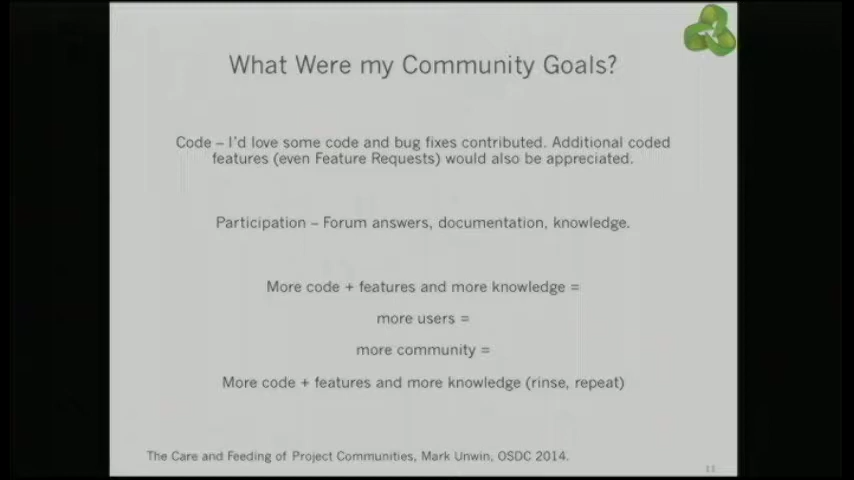 What Were my Community Goals?
Code – I'd love some code and bug fixes contributed. Additional coded
features (even Feature Requests) would also be appreciated.
Participation – Forum answers, documentation, knowledge.
More code + features and more knowledge =
more users =
more community =
More code + features and more knowledge (rinse, repeat)
The Care and Feeding of Project Communities, Mark Unwin, OSDC 2014.
11